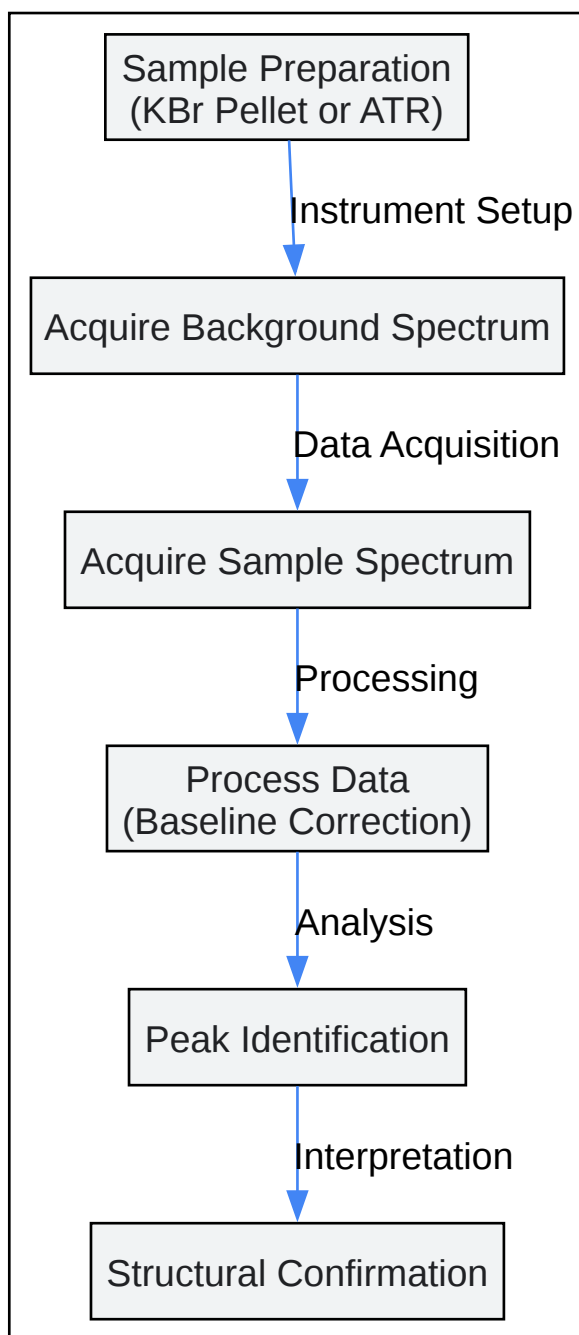 Sample Preparation
(KBr Pellet or ATR)
Instrument Setup
Acquire Background Spectrum
Data Acquisition
Acquire Sample Spectrum
Processing
Process Data
(Baseline Correction)
Analysis
Peak Identification
Interpretation
Structural Confirmation